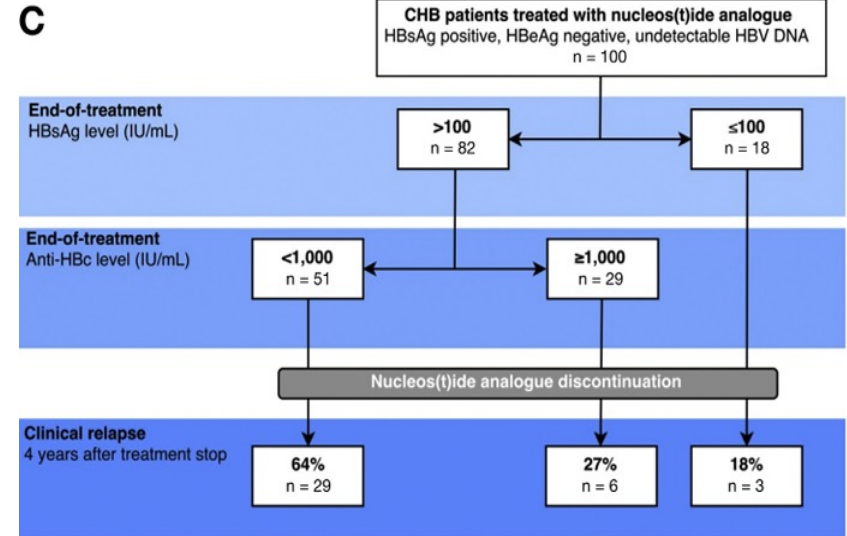 C
CHB patients treated with nucleos(t)ide analogue
HBsAg positive, HBeAg negative, undetectable HBV DNA
n = 100
End-of-treatment
HBsAg level (IU/mL)
>100
n = 82
≤100
n = 18
End-of-treatment
Anti-HBc level (IU/mL)
<1,000
n = 51
≥1,000
n = 29
Nucleos(t)ide analogue discontinuation
Clinical relapse
4 years after treatment stop
64%
n = 29
27%
n = 6
18%
n = 3